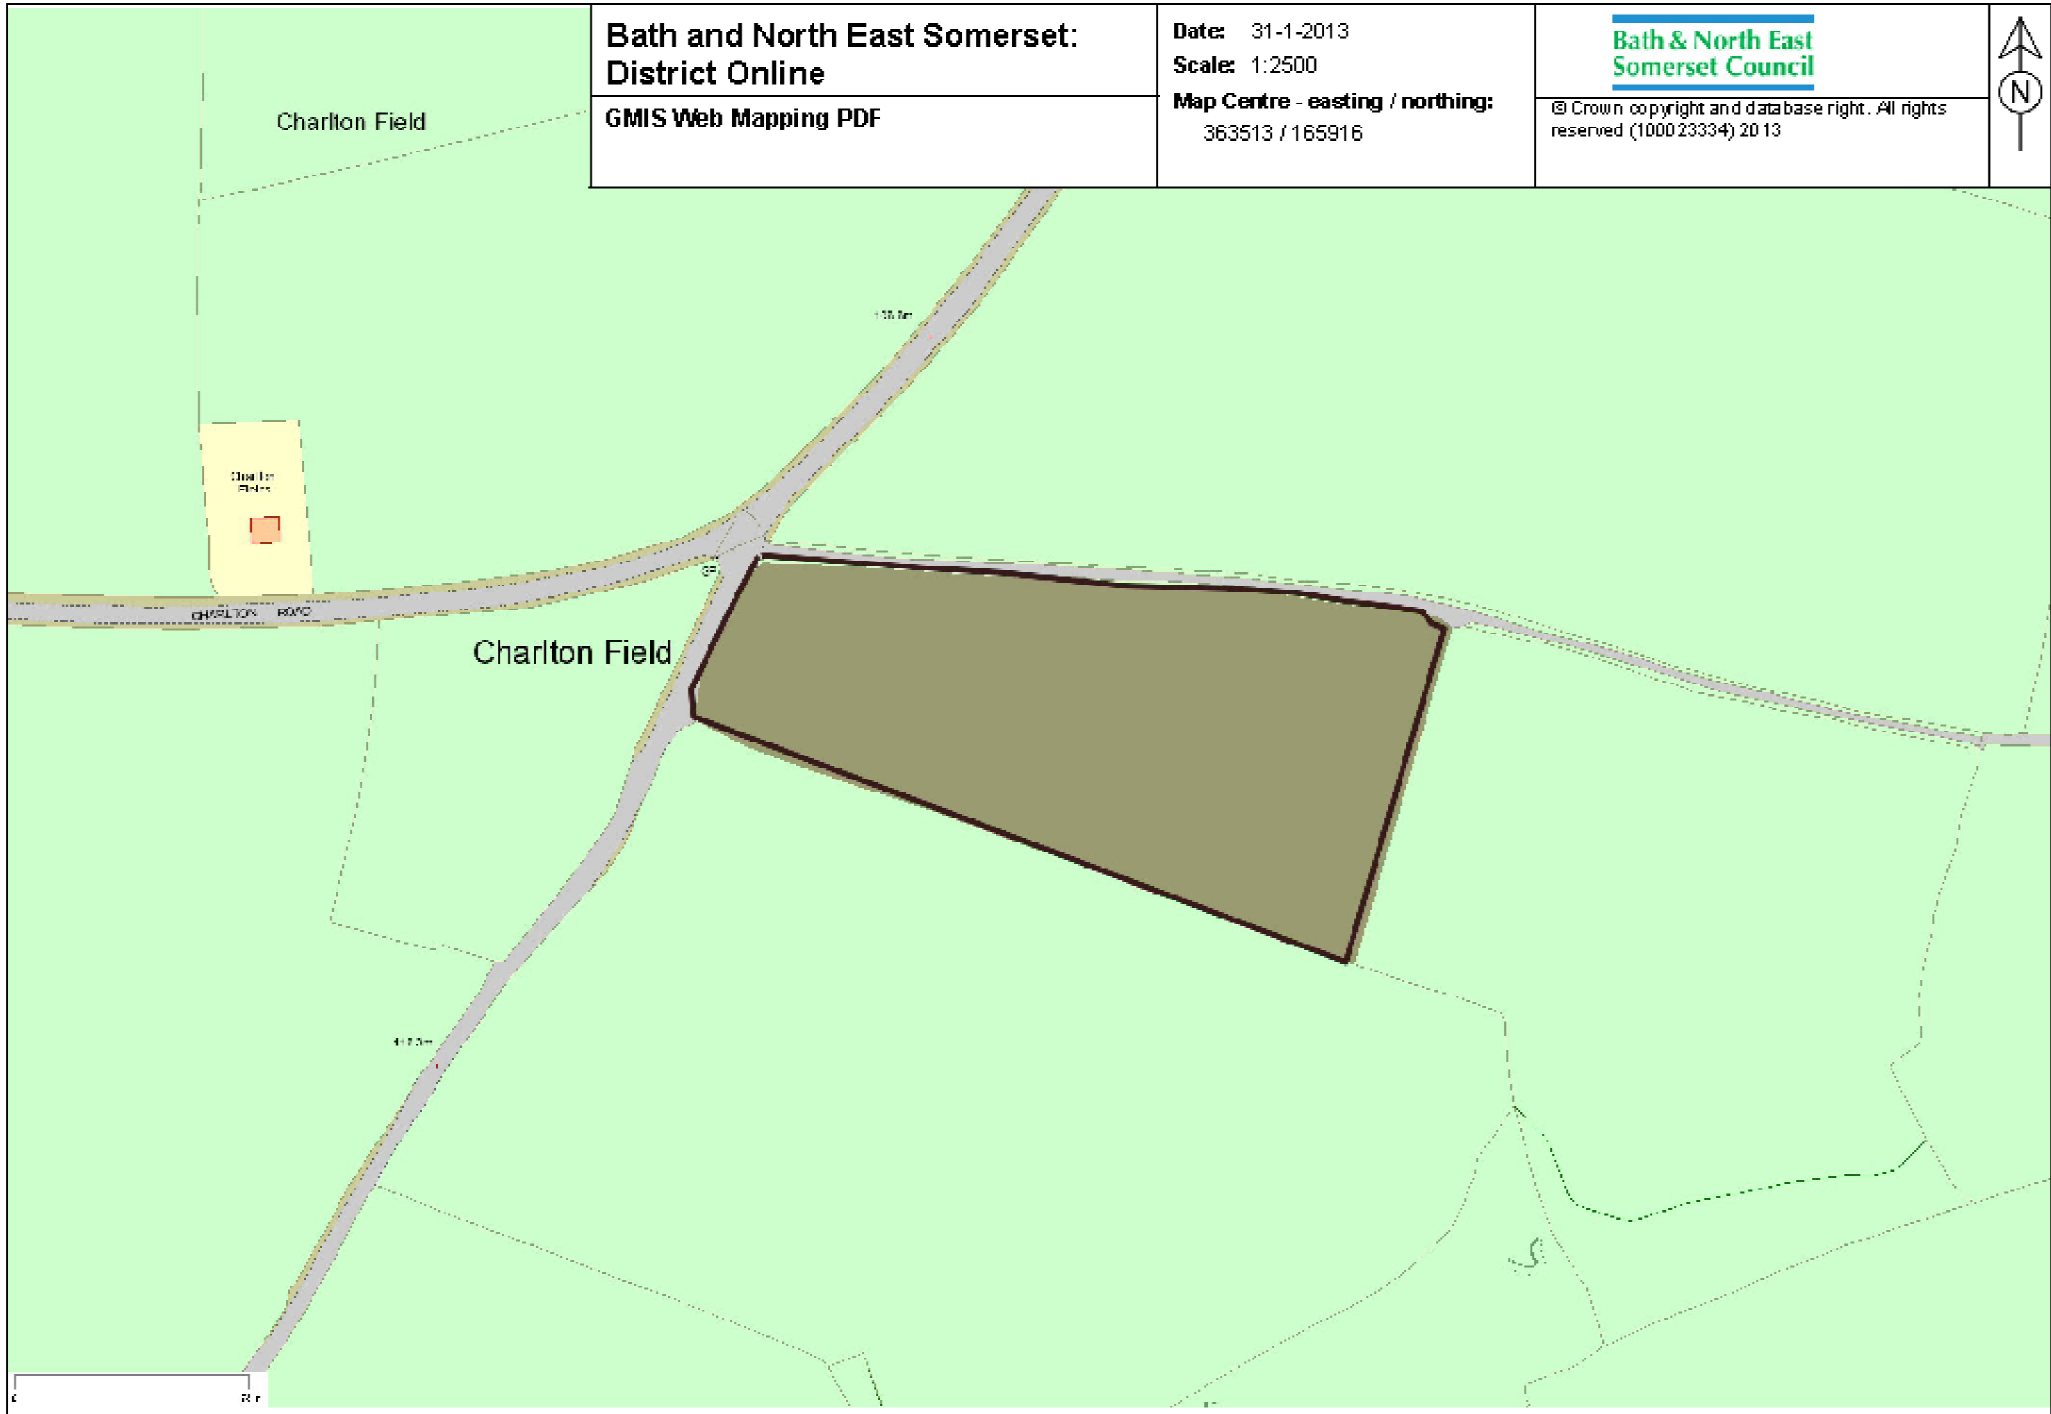 Bath and North East Somerset:
District Online
GMIS Web Mapping PDF
Date: 31-1-2013
Scale: 1:2500
Map Centre - easting / northing:
363513 / 165916
Bath & North East
Somerset Council
© Crown copyright and database right. All rights
reserved (100023334) 2013
N
Charlton Field
CHARLTON ROAD
Charlton Field